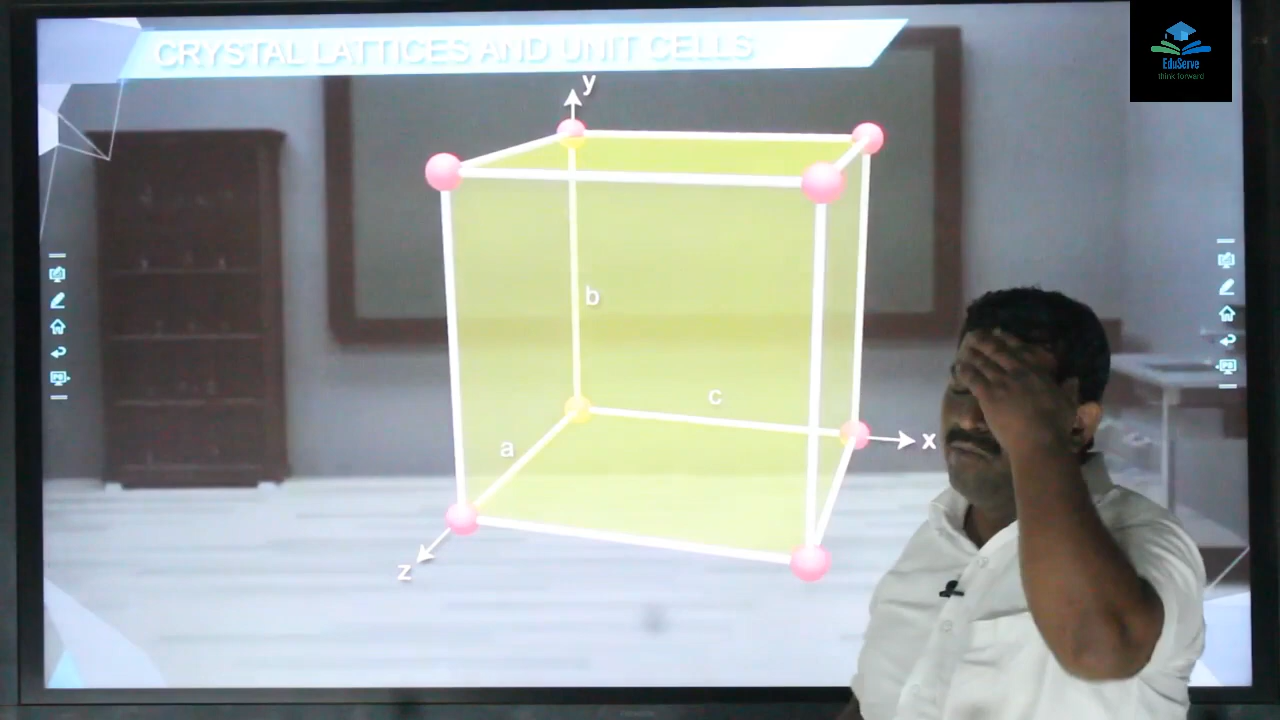 CRYSTAL LATTICES AND UNIT CELLS
EduServe
think forward
y
b
c
x
a
z